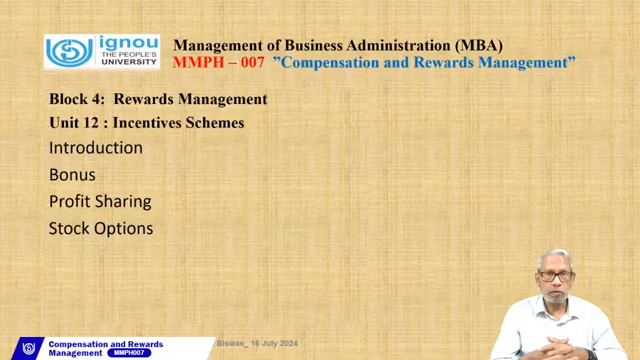 ignou
THE PEOPLE'S
UNIVERSITY
Management of Business Administration (MBA)
MMPH – 007 ”Compensation and Rewards Management”
Block 4: Rewards Management
Unit 12 : Incentives Schemes
Introduction
Bonus
Profit Sharing
Stock Options
Compensation and Rewards
Management MMPH007
Biswas_ 16 July 2024